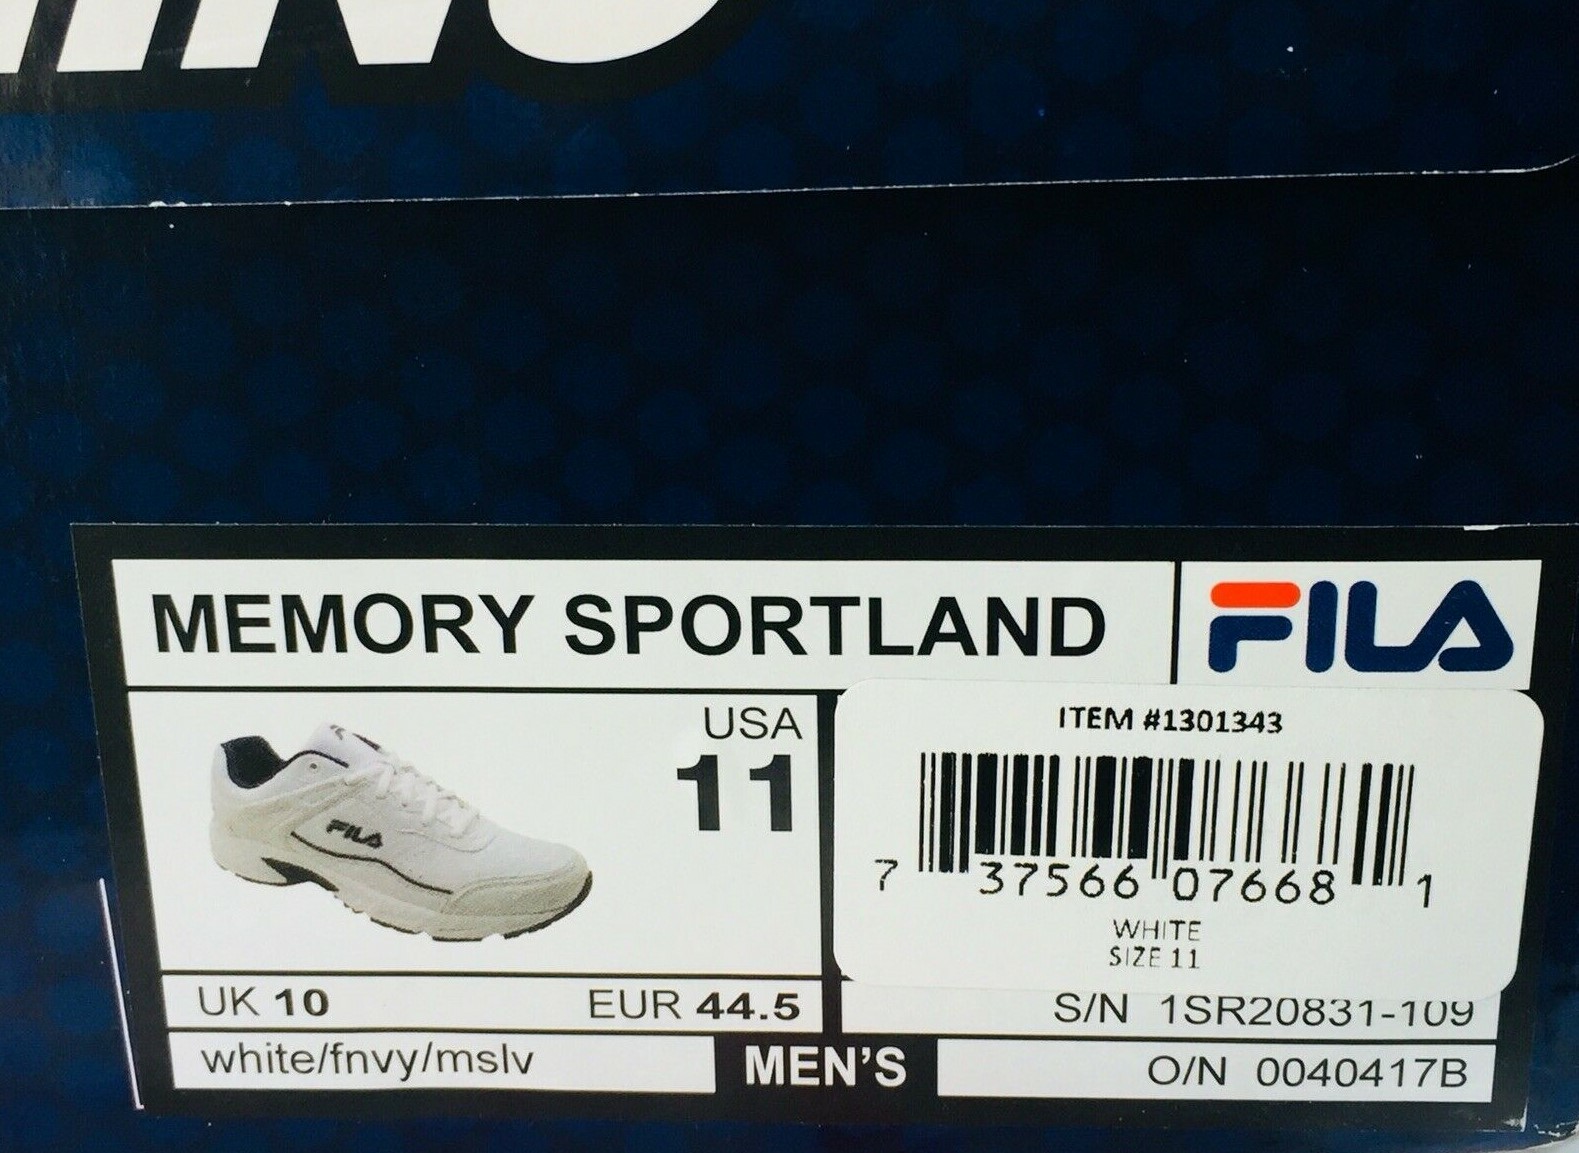 MEMORY SPORTLAND
FILA
USA
11
FILA
ITEM #1301343
7 37566 07668 1
WHITE
SIZE 11
UK 10
EUR 44.5
S/N 1SR20831-109
white/fnvy/mslv
MEN'S
O/N 0040417B